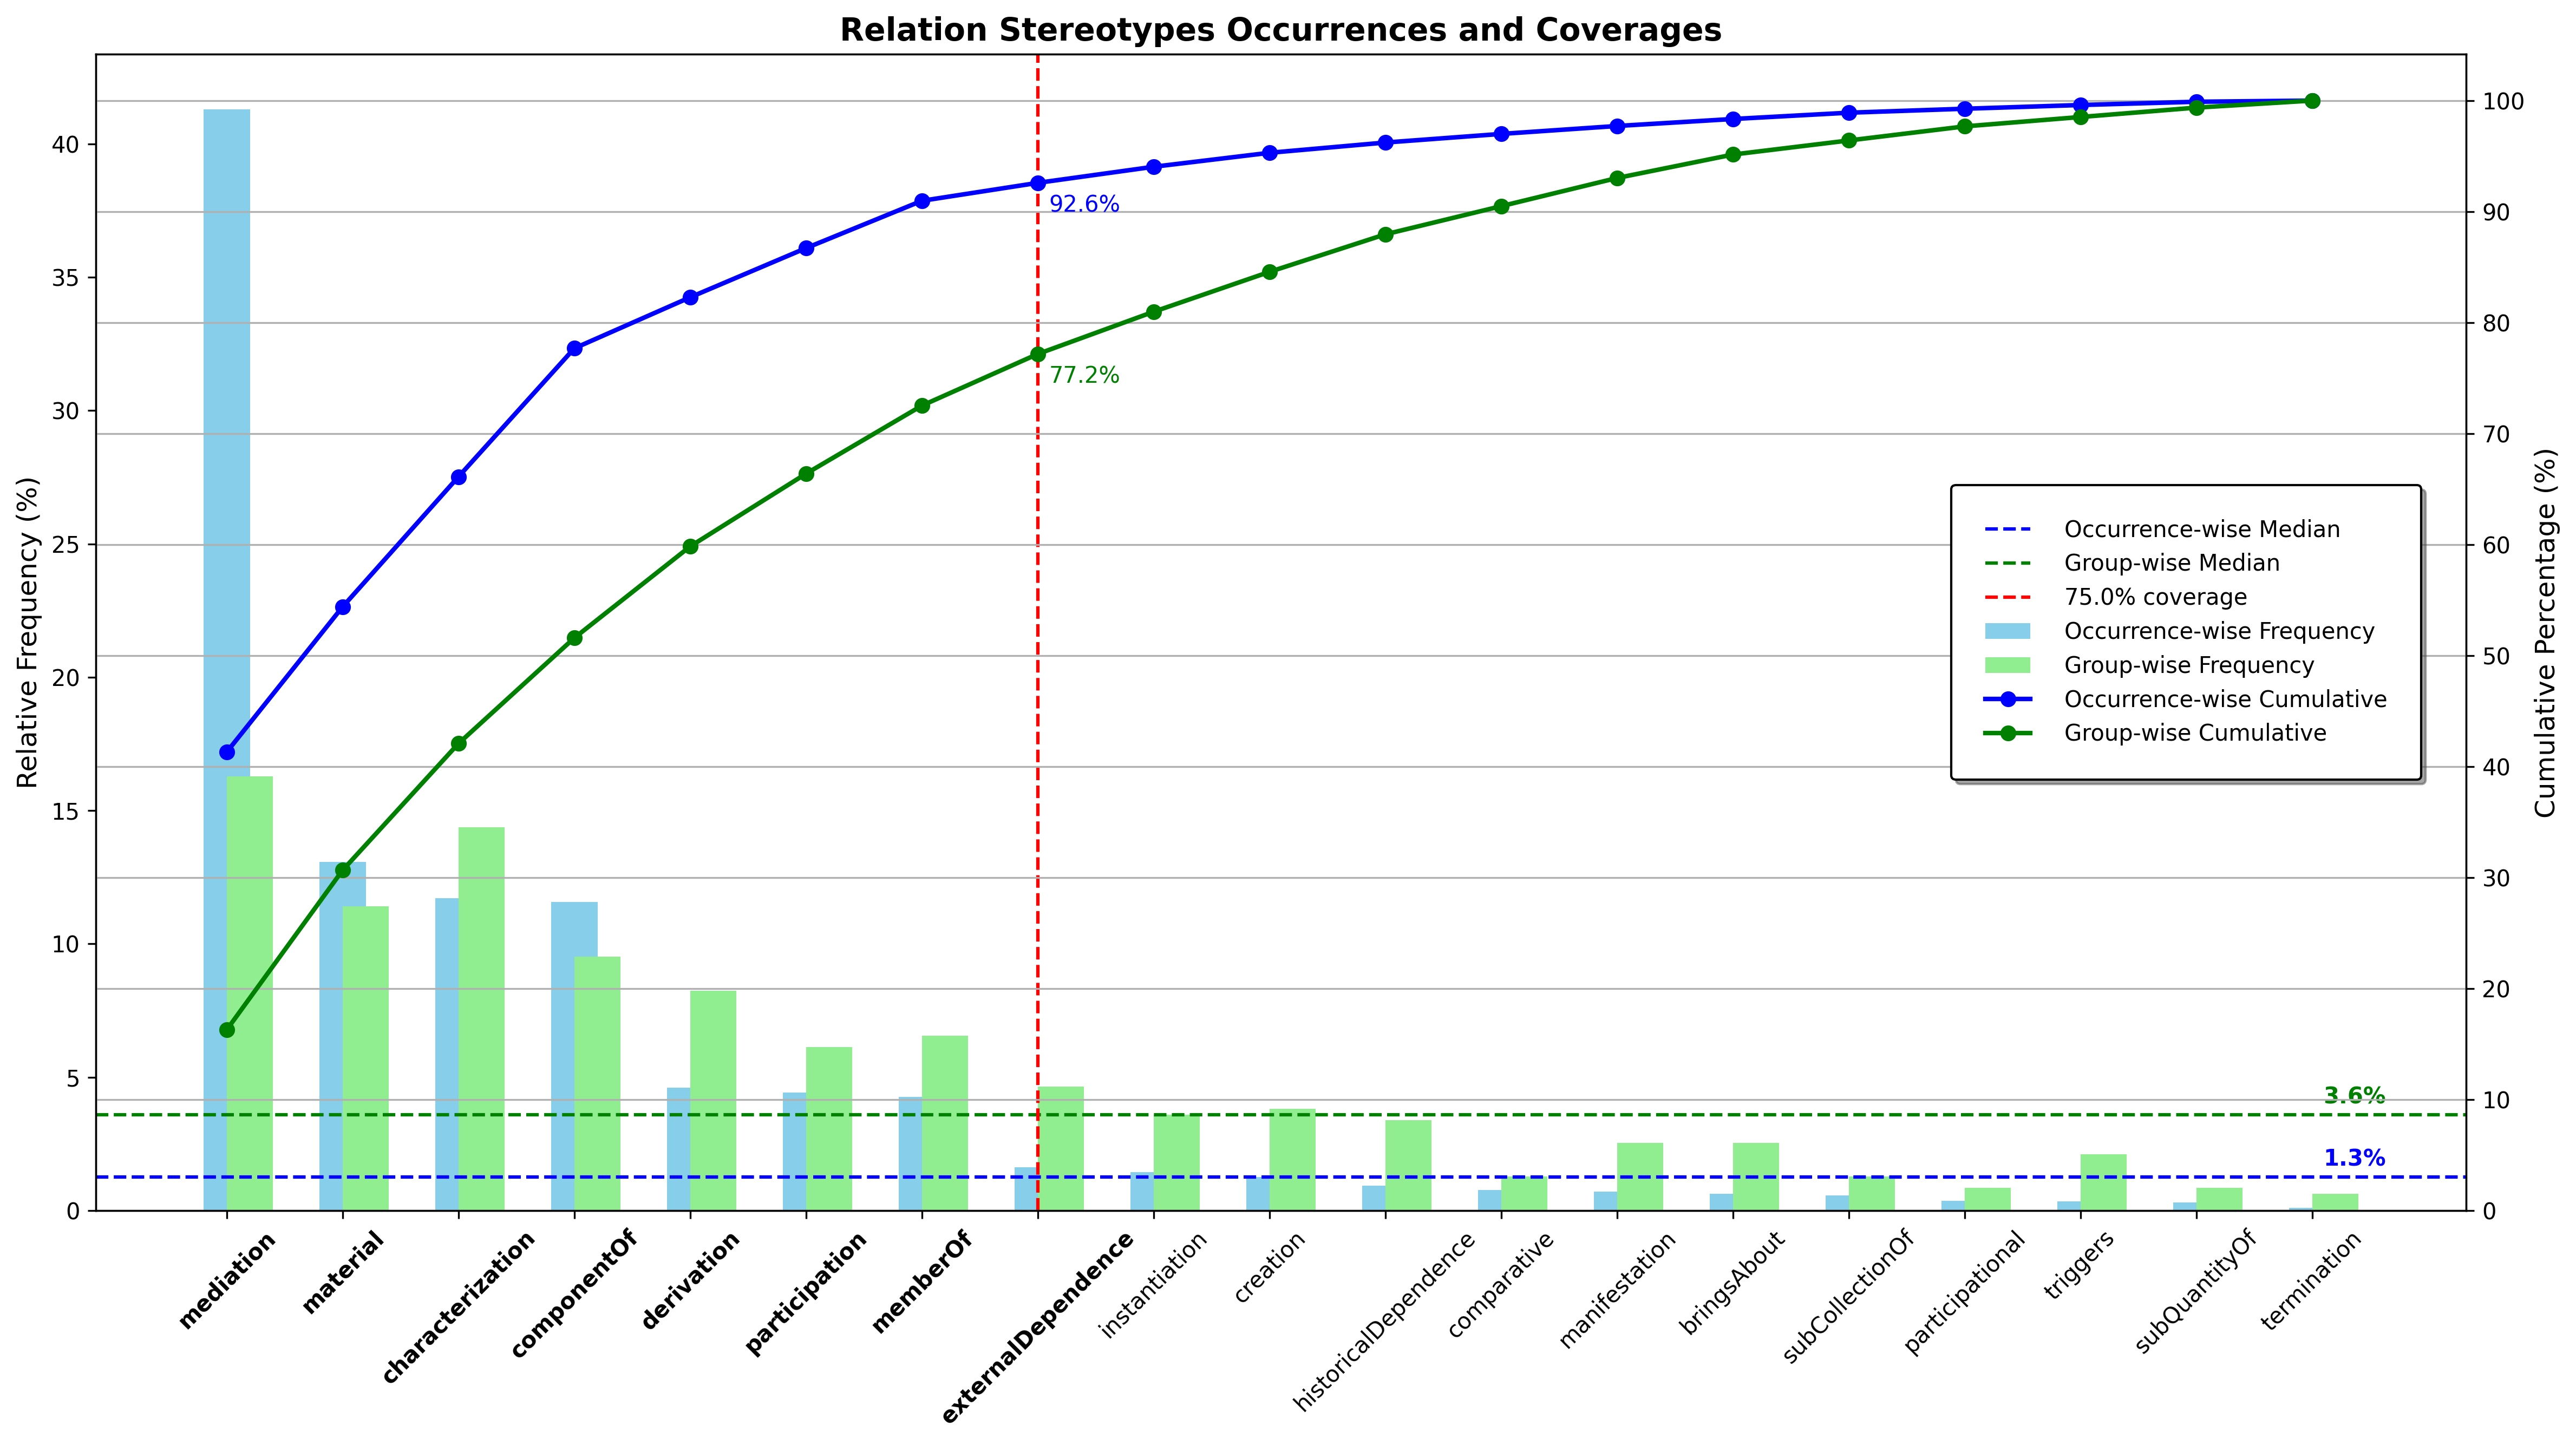 Relation Stereotypes Occurrences and Coverages
Relative Frequency (%)
40
35
30
25
20
15
10
5
0
92.6%
77.2%
3.6%
1.3%
Occurrence-wise Median
Group-wise Median
75.0% coverage
Occurrence-wise Frequency
Group-wise Frequency
Occurrence-wise Cumulative
Group-wise Cumulative
100
90
80
70
60
50
40
30
20
10
0
Cumulative Percentage (%)
mediation
material
characterization
componentOf
derivation
participation
memberOf
externalDependence
instantiation
creation
historicalDependence
comparative
manifestation
bringsAbout
subCollectionOf
participational
triggers
subQuantityOf
termination